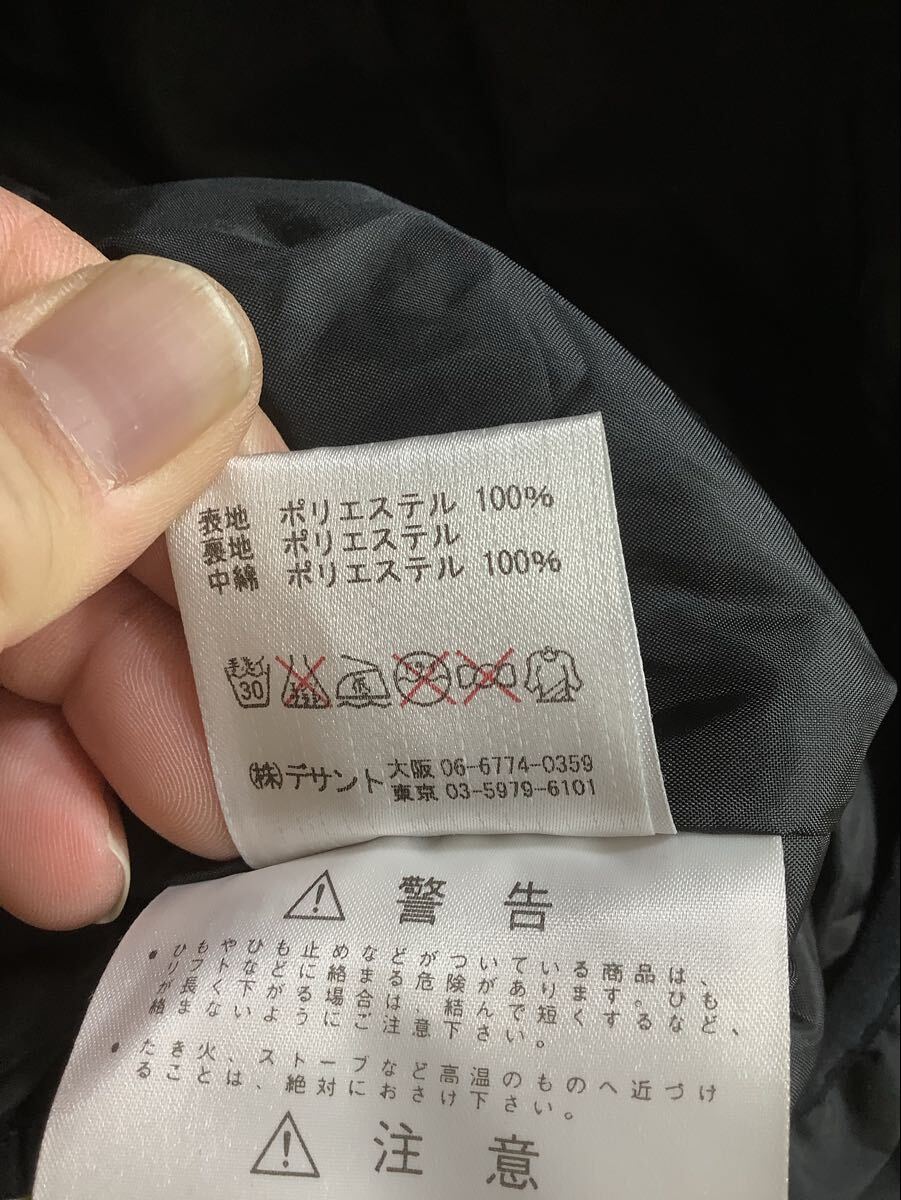 表地 ポリエステル 100%
裏地 ポリエステル
中綿 ポリエステル 100%
手洗イ 30 低
㈱デサント 大阪 06-6774-0359
東京 03-5979-6101
警告
・ひもやひも止めなどがついている商品は、
リフトなどに絡まる危険があります。ひも
が長く下がる場合は、結んで短くするなど、
絡まないようにご注意下さい。
・たき火、ストーブなど高温のものへ近づけ
ることは、絶対におさけ下さい。
注意